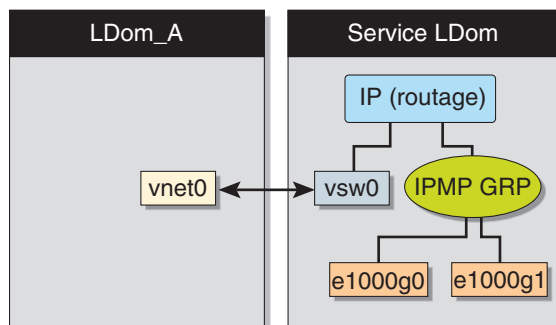 LDom_A
Service LDom
IP (routage)
vnet0
vsw0
IPMP GRP
e1000g0
e1000g1